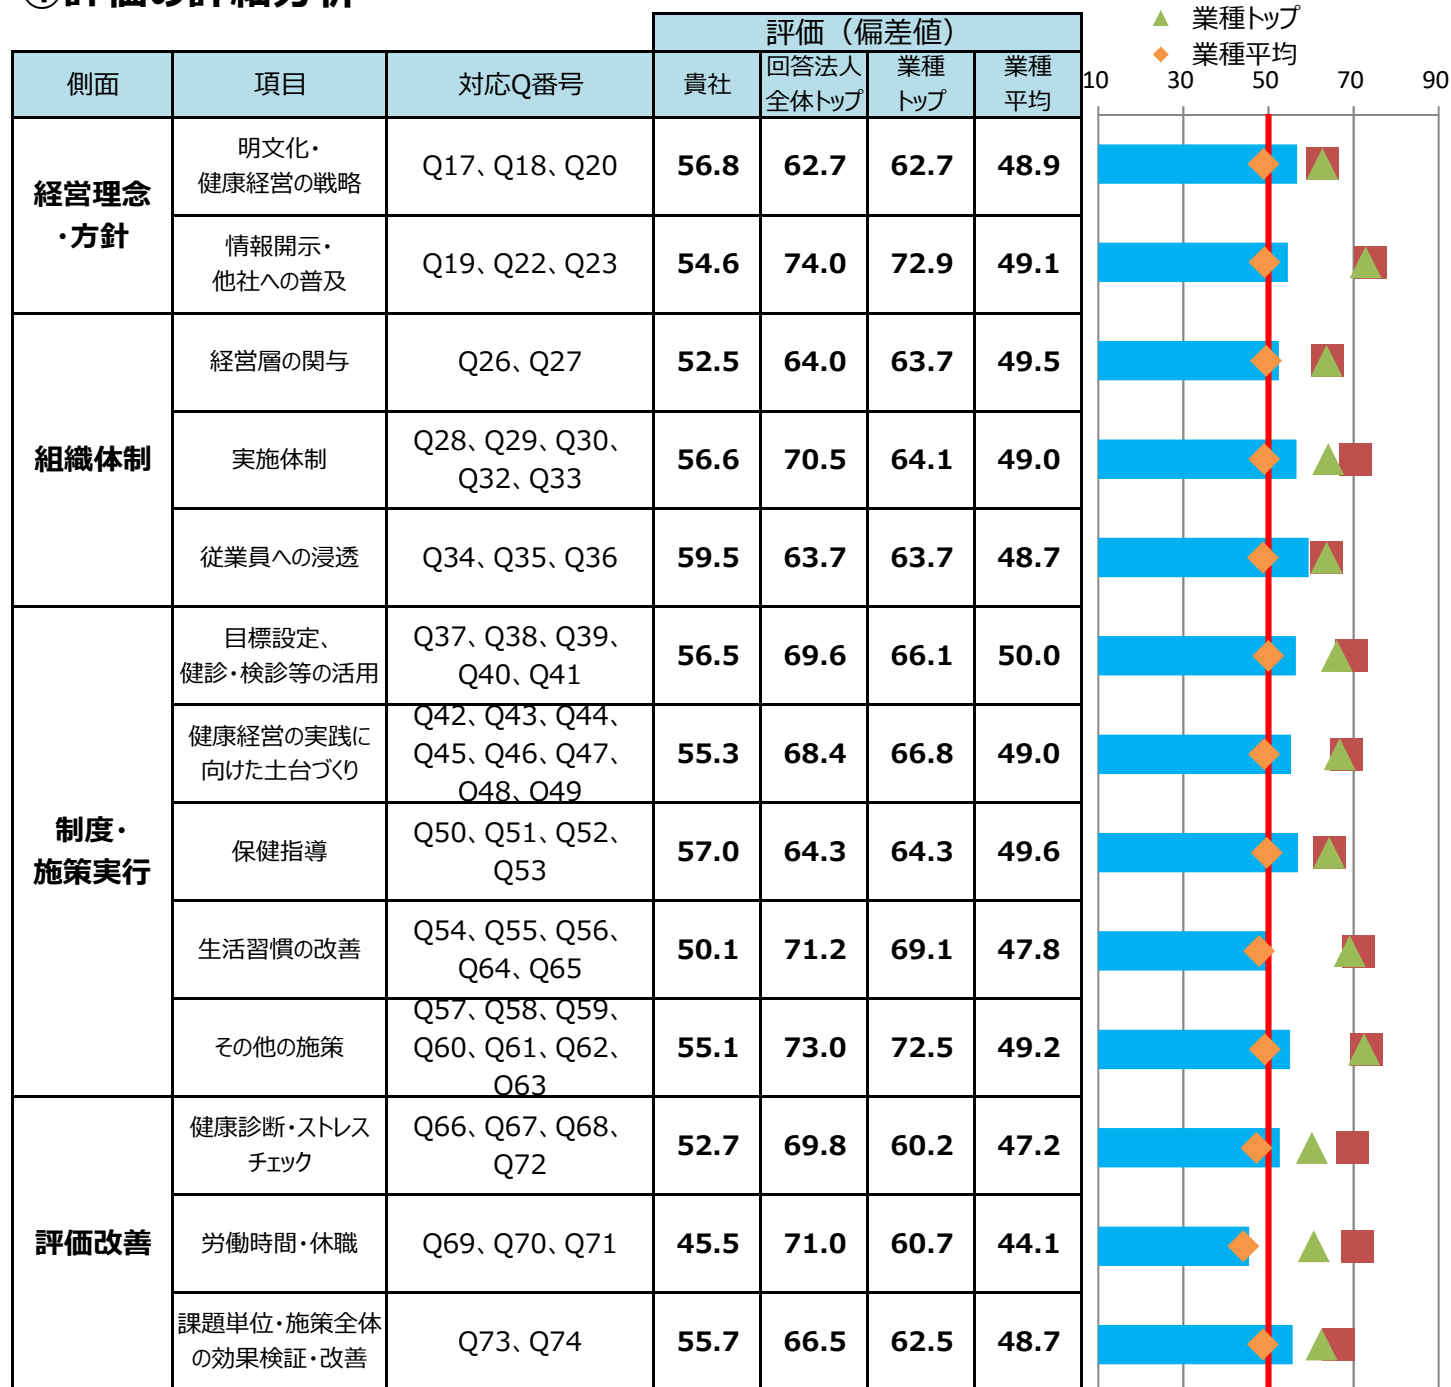 ④評価の詳細分析
▲ 業種トップ
◆ 業種平均
評価（偏差値）
側面 項目 対応Q番号 貴社 回答法人 業種 業種
全体トップ トップ 平均
10 30 50 70 90
経営理念
・方針
明文化・
健康経営の戦略
Q17、Q18、Q20 56.8 62.7 62.7 48.9
情報開示・
他社への普及
Q19、Q22、Q23 54.6 74.0 72.9 49.1
組織体制
経営層の関与 Q26、Q27 52.5 64.0 63.7 49.5
実施体制
Q28、Q29、Q30、
Q32、Q33
56.6 70.5 64.1 49.0
従業員への浸透 Q34、Q35、Q36 59.5 63.7 63.7 48.7
制度・
施策実行
目標設定、
健診・検診等の活用
Q37、Q38、Q39、
Q40、Q41
56.5 69.6 66.1 50.0
健康経営の実践に
向けた土台づくり
Q42、Q43、Q44、
Q45、Q46、Q47、
Q48、Q49
55.3 68.4 66.8 49.0
保健指導
Q50、Q51、Q52、
Q53
57.0 64.3 64.3 49.6
生活習慣の改善
Q54、Q55、Q56、
Q64、Q65
50.1 71.2 69.1 47.8
その他の施策
Q57、Q58、Q59、
Q60、Q61、Q62、
Q63
55.1 73.0 72.5 49.2
評価改善
健康診断・ストレス
チェック
Q66、Q67、Q68、
Q72
52.7 69.8 60.2 47.2
労働時間・休職 Q69、Q70、Q71 45.5 71.0 60.7 44.1
課題単位・施策全体
の効果検証・改善
Q73、Q74 55.7 66.5 62.5 48.7